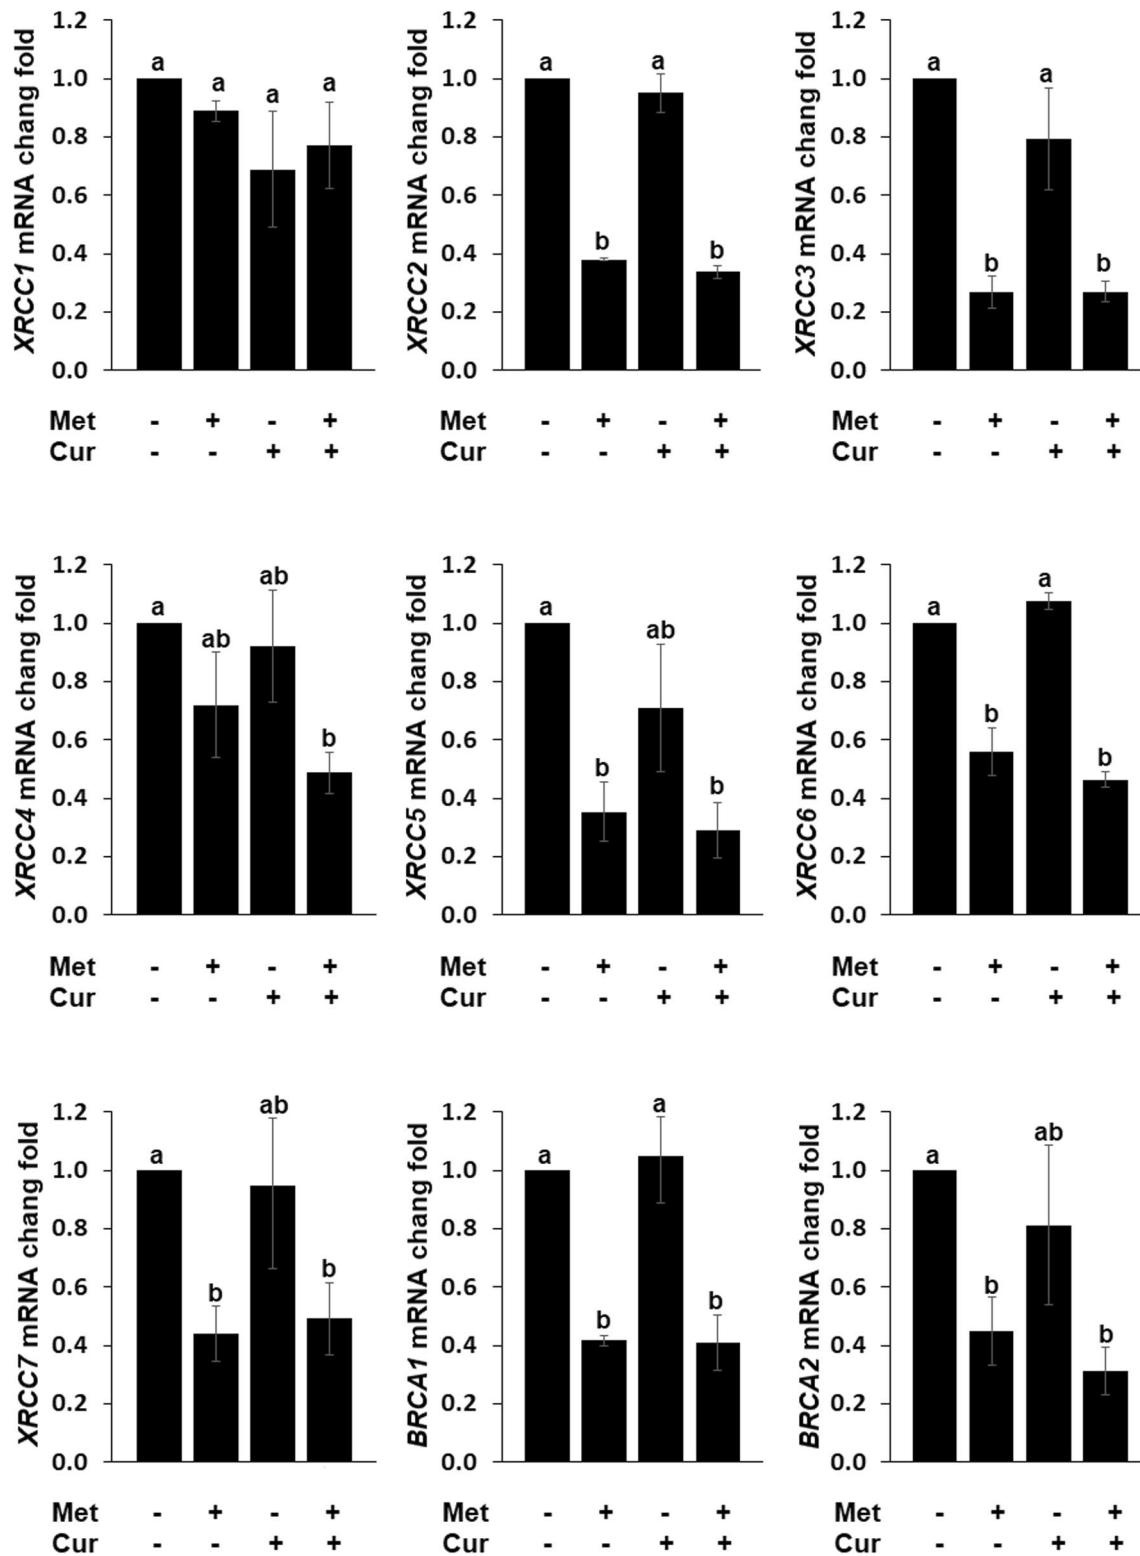 XRCC1 mRNA chang fold
1.2
1.0
0.8
0.6
0.4
0.2
0.0
a a a a
Met - + - +
Cur - - + +
XRCC2 mRNA chang fold
1.2
1.0
0.8
0.6
0.4
0.2
0.0
a b a b
Met - + - +
Cur - - + +
XRCC3 mRNA chang fold
1.2
1.0
0.8
0.6
0.4
0.2
0.0
a b a b
Met - + - +
Cur - - + +
XRCC4 mRNA chang fold
1.2
1.0
0.8
0.6
0.4
0.2
0.0
a ab ab b
Met - + - +
Cur - - + +
XRCC5 mRNA chang fold
1.2
1.0
0.8
0.6
0.4
0.2
0.0
a b ab b
Met - + - +
Cur - - + +
XRCC6 mRNA chang fold
1.2
1.0
0.8
0.6
0.4
0.2
0.0
a b a b
Met - + - +
Cur - - + +
XRCC7 mRNA chang fold
1.2
1.0
0.8
0.6
0.4
0.2
0.0
a b ab b
Met - + - +
Cur - - + +
BRCA1 mRNA chang fold
1.2
1.0
0.8
0.6
0.4
0.2
0.0
a b a b
Met - + - +
Cur - - + +
BRCA2 mRNA chang fold
1.2
1.0
0.8
0.6
0.4
0.2
0.0
a b ab b
Met - + - +
Cur - - + +